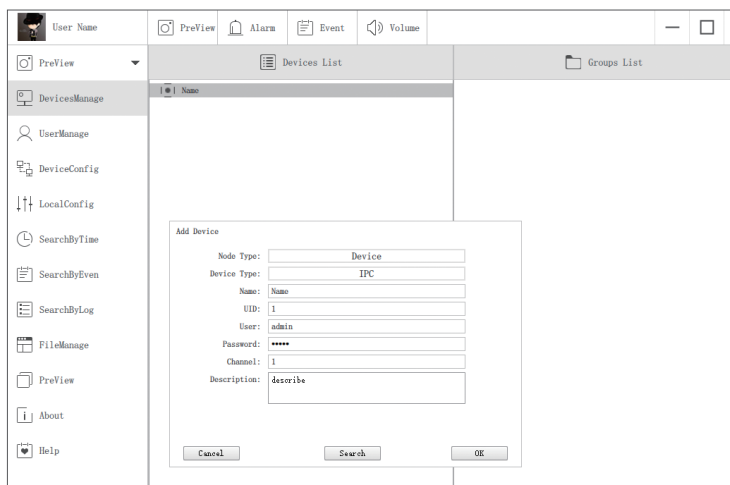 User Name
PreView
Alarm
Event
Volume
PreView
Devices List
Groups List
Name
DevicesManage
UserManage
DeviceConfig
LocalConfig
SearchByTime
SearchByEven
SearchByLog
FileManage
PreView
About
Help
Add Device
Node Type: Device
Device Type: IPC
Name: Name
UID: 1
User: admin
Password: •••••
Channel: 1
Description: describe
Cancel
Search
OK